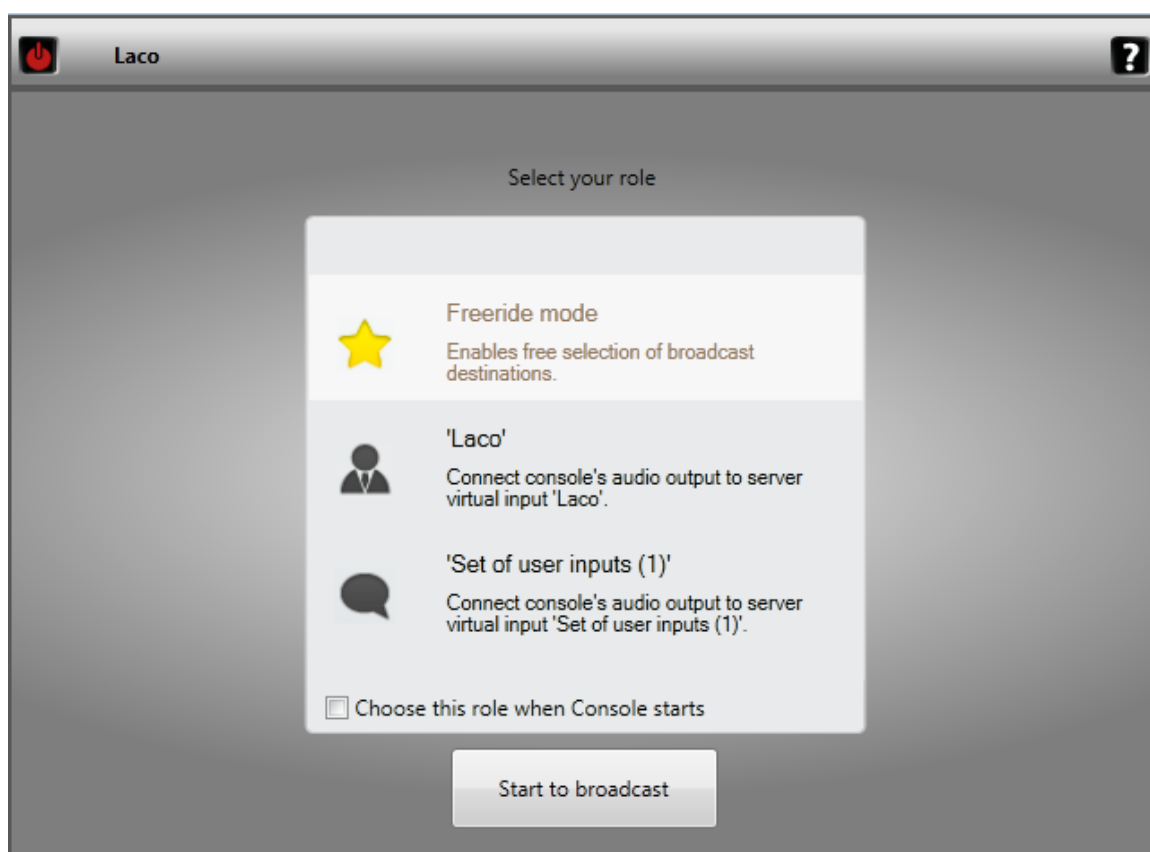 Laco
?
Select your role
Freeride mode
Enables free selection of broadcast
destinations.
'Laco'
Connect console's audio output to server
virtual input 'Laco'.
'Set of user inputs (1)'
Connect console's audio output to server
virtual input 'Set of user inputs (1)'.
Choose this role when Console starts
Start to broadcast